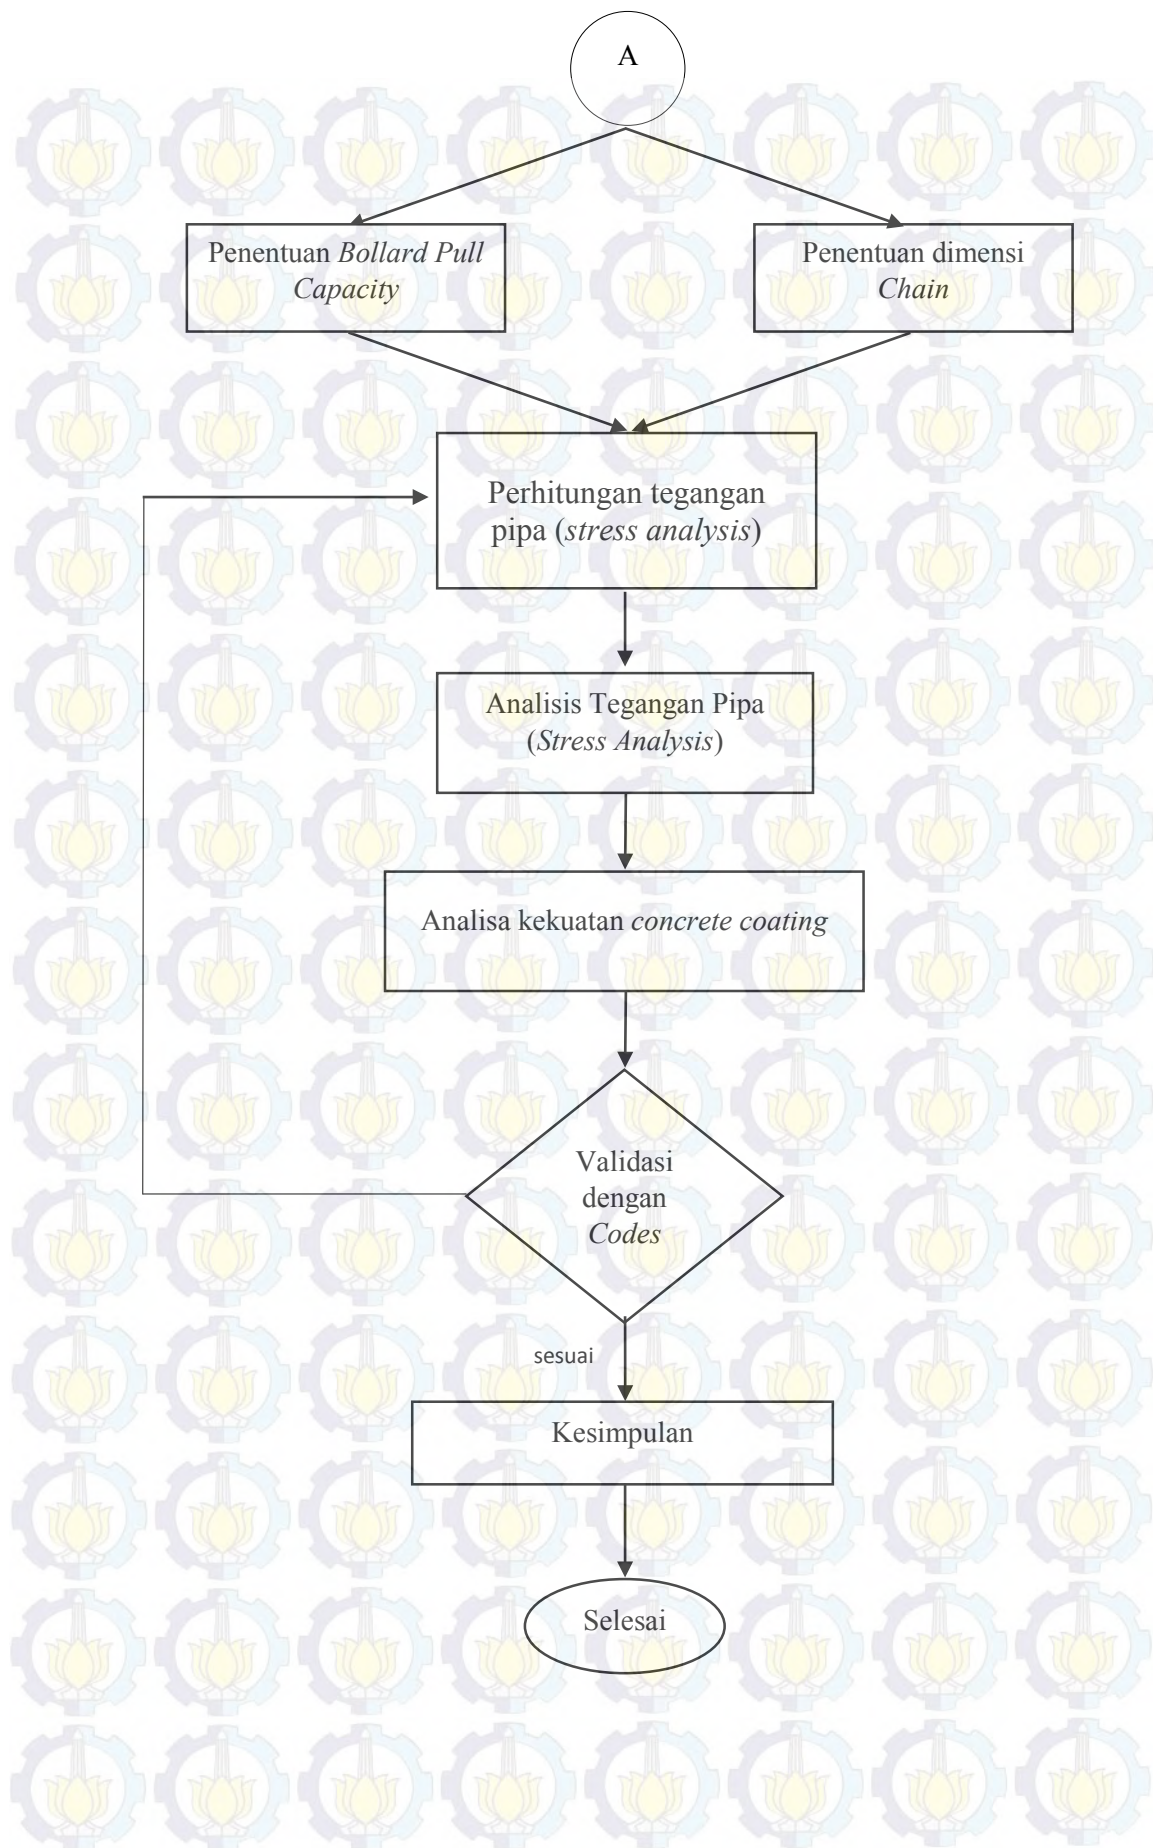 A
Penentuan Bollard Pull
Capacity
Penentuan dimensi
Chain
Perhitungan tegangan
pipa (stress analysis)
Analisis Tegangan Pipa
(Stress Analysis)
Analisa kekuatan concrete coating
Validasi
dengan
Codes
sesuai
Kesimpulan
Selesai